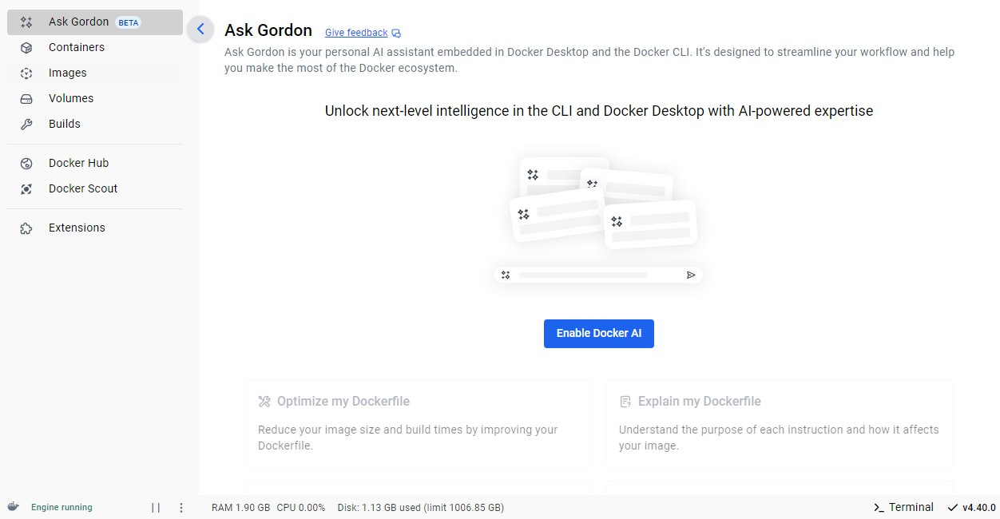 Ask Gordon BETA
Containers
Images
Volumes
Builds
Docker Hub
Docker Scout
Extensions
Ask Gordon Give feedback
Ask Gordon is your personal AI assistant embedded in Docker Desktop and the Docker CLI. It's designed to streamline your workflow and help
you make the most of the Docker ecosystem.
Unlock next-level intelligence in the CLI and Docker Desktop with AI-powered expertise
Enable Docker AI
Optimize my Dockerfile
Reduce your image size and build times by improving your
Dockerfile.
Explain my Dockerfile
Understand the purpose of each instruction and how it affects
your image.
Engine running
RAM 1.90 GB CPU 0.00% Disk: 1.13 GB used (limit 1006.85 GB)
Terminal
v4.40.0